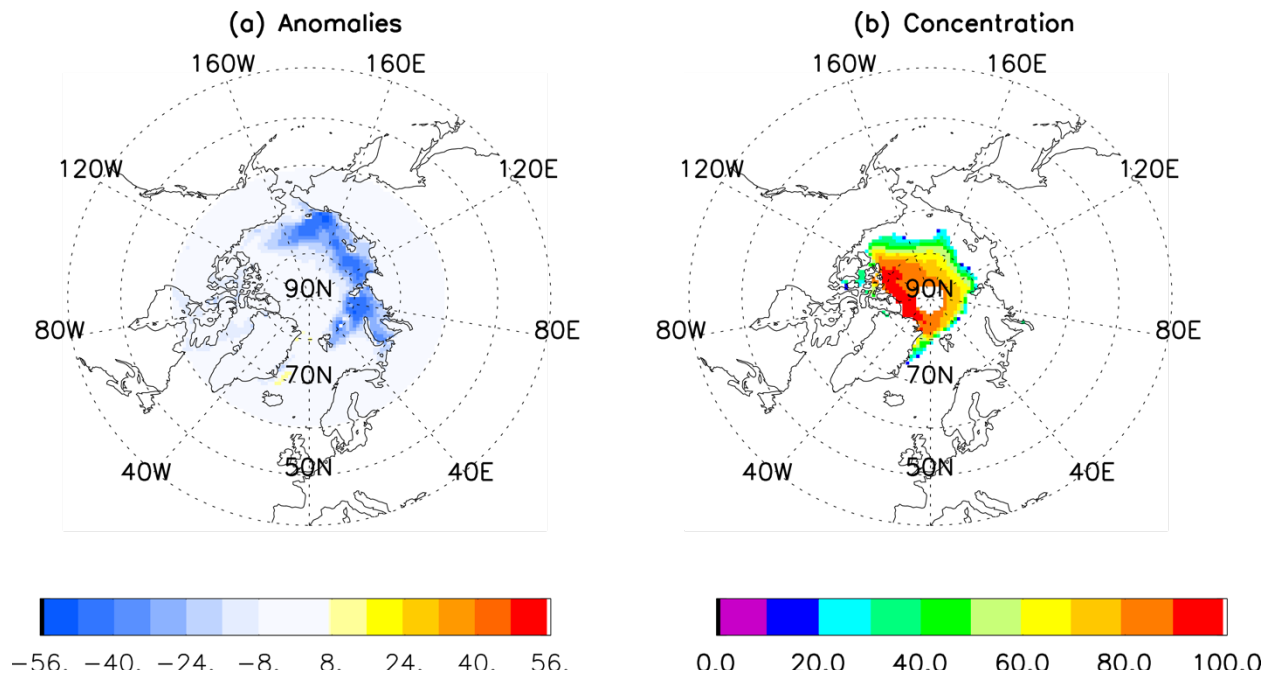 (a) Anomalies
160W 160E
120W 120E
90N
80W 80E
70N
40W 50N 40E
-56. -40. -24. -8. 8. 24. 40. 56.
(b) Concentration
160W 160E
120W 120E
90N
80W 80E
70N
40W 50N 40E
0.0 20.0 40.0 60.0 80.0 100.0